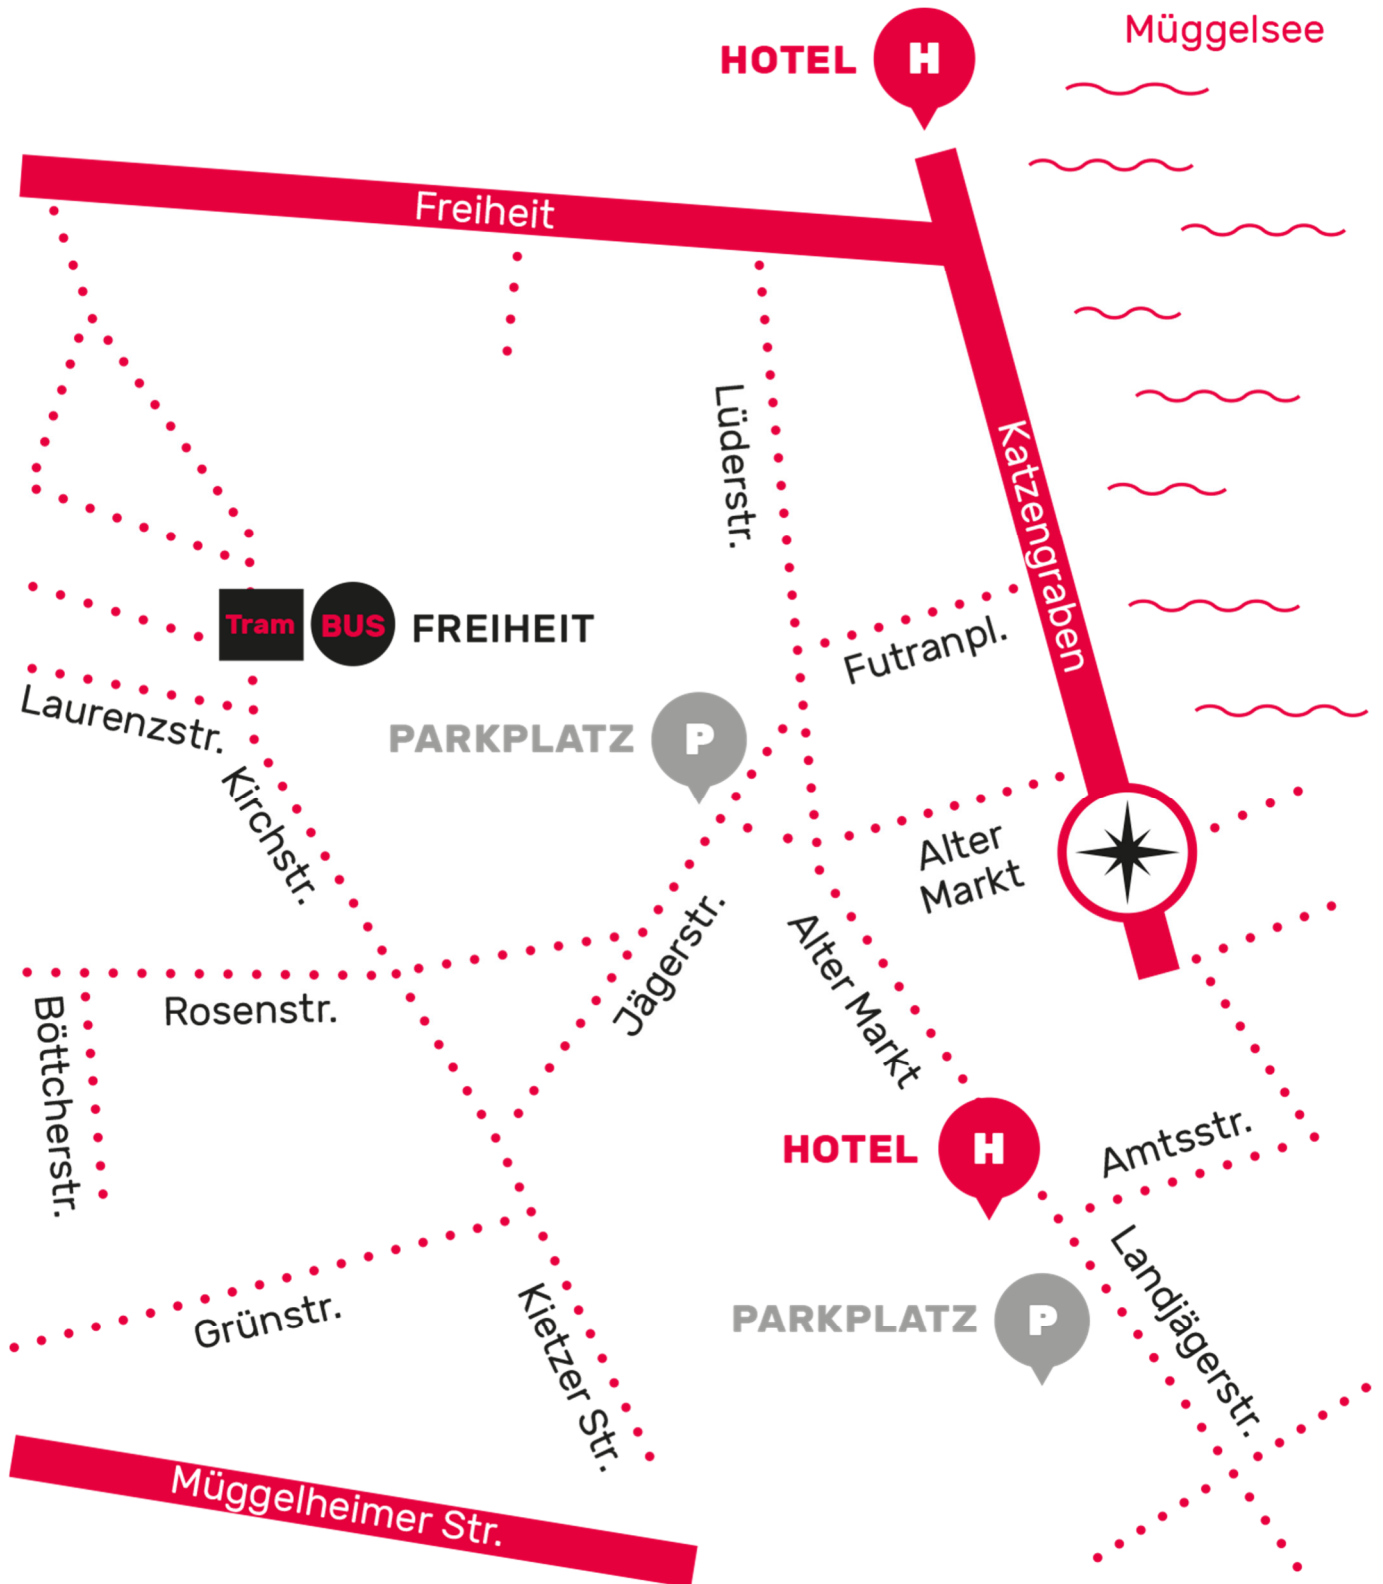 Müggelsee
HOTEL H
Freiheit
Lüderstr.
Katzengraben
Tram BUS FREIHEIT
Futranpl.
Laurenzstr.
PARKPLATZ P
Kirchstr.
Alter
Markt
Jägerstr.
Alter Markt
Rosenstr.
Böttcherstr.
HOTEL H
Amtsstr.
Landjägerstr.
Grünstr.
Kietzer Str.
PARKPLATZ P
Müggelheimer Str.